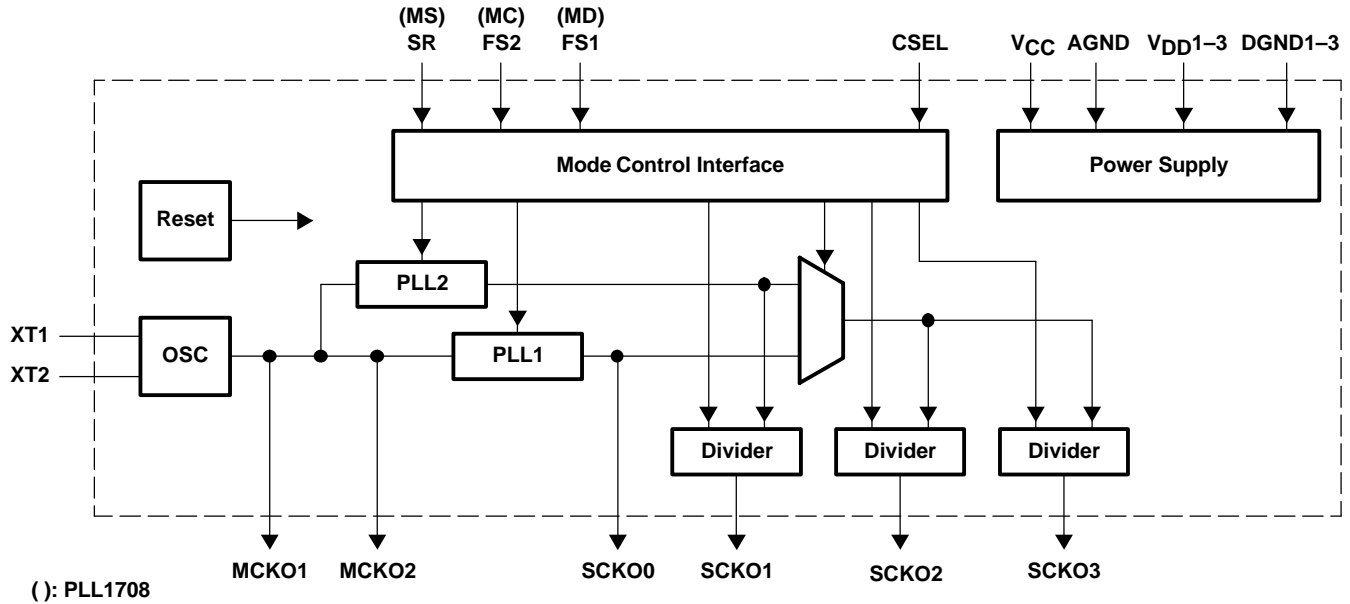 (MS) (MC) (MD)
SR FS2 FS1 CSEL VCC AGND VDD1–3 DGND1–3
Mode Control Interface
Power Supply
Reset
PLL2
XT1
OSC
PLL1
XT2
Divider Divider Divider
MCKO1 MCKO2 SCKO0 SCKO1 SCKO2 SCKO3
( ): PLL1708